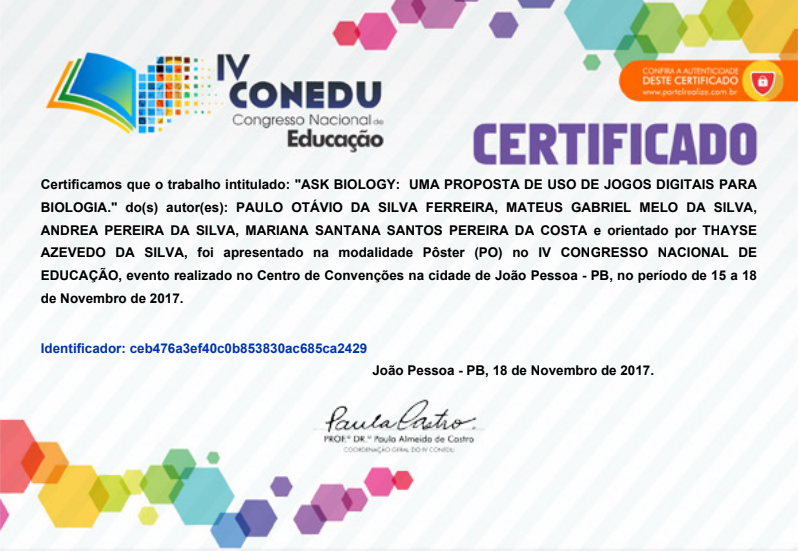 IV
CONEDU
Congresso Nacional de
Educação
CONFIRA A AUTENTICIDADE
DESTE CERTIFICADO
www.portalrealize.com.br
CERTIFICADO
Certificamos que o trabalho intitulado: "ASK BIOLOGY: UMA PROPOSTA DE USO DE JOGOS DIGITAIS PARA
BIOLOGIA." do(s) autor(es): PAULO OTÁVIO DA SILVA FERREIRA, MATEUS GABRIEL MELO DA SILVA,
ANDREA PEREIRA DA SILVA, MARIANA SANTANA SANTOS PEREIRA DA COSTA e orientado por THAYSE
AZEVEDO DA SILVA, foi apresentado na modalidade Pôster (PO) no IV CONGRESSO NACIONAL DE
EDUCAÇÃO, evento realizado no Centro de Convenções na cidade de João Pessoa - PB, no período de 15 a 18
de Novembro de 2017.
Identificador: ceb476a3ef40c0b853830ac685ca2429
João Pessoa - PB, 18 de Novembro de 2017.
Paula Castro.
PROF.ª DR.ª Paula Almeida de Castro
COORDENAÇÃO GERAL DO IV CONEDU